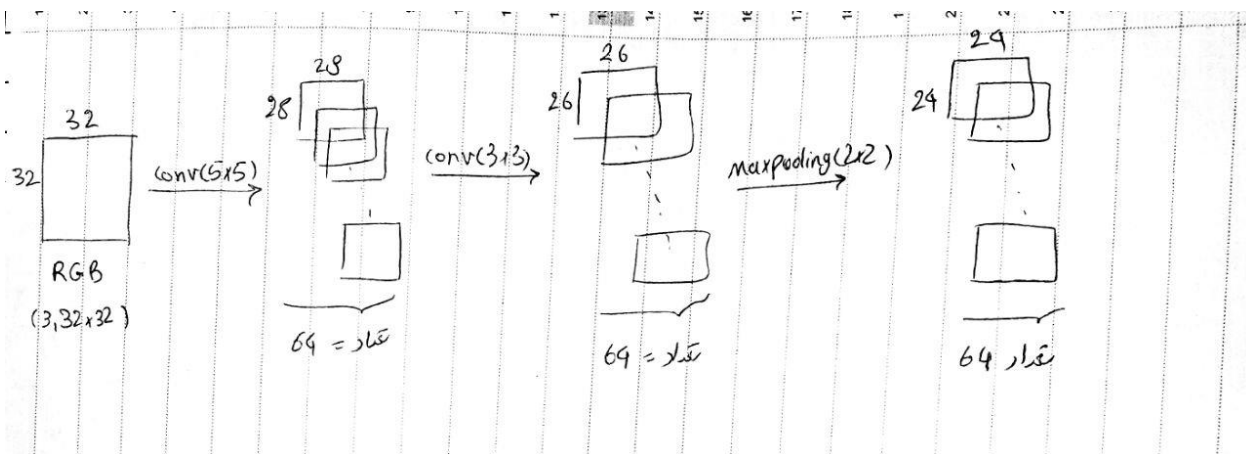 32
32
RGB
(3,32x32)
conv(5x5)
28
28
تعداد = 64
conv(3x3)
26
26
تعداد = 64
Maxpooling(2x2)
24
24
تعداد 64